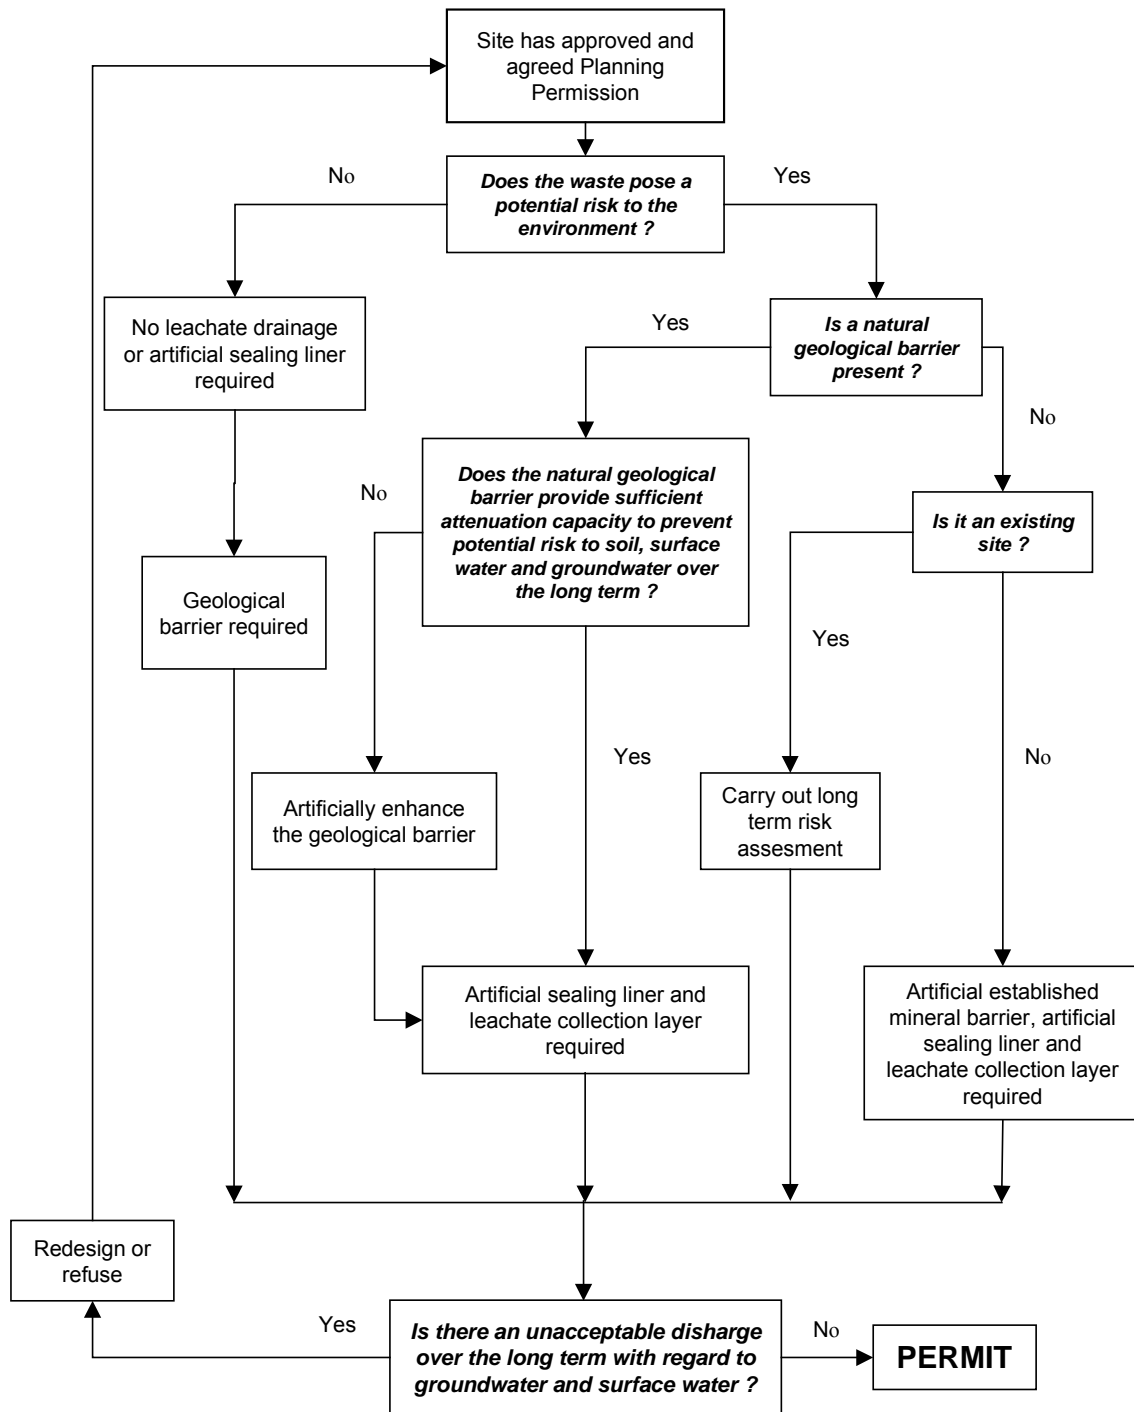 Site has approved and
agreed Planning
Permission
No
Does the waste pose a
potential risk to the
environment ?
Yes
No leachate drainage
or artificial sealing liner
required
Yes
Is a natural
geological barrier
present ?
No
No
Does the natural geological
barrier provide sufficient
attenuation capacity to prevent
potential risk to soil, surface
water and groundwater over
the long term ?
Is it an existing
site ?
Geological
barrier required
Yes
Yes
No
Artificially enhance
the geological barrier
Carry out long
term risk
assesment
Artificial sealing liner and
leachate collection layer
required
Artificial established
mineral barrier, artificial
sealing liner and
leachate collection layer
required
Redesign or
refuse
Yes
Is there an unacceptable disharge
over the long term with regard to
groundwater and surface water ?
No
PERMIT